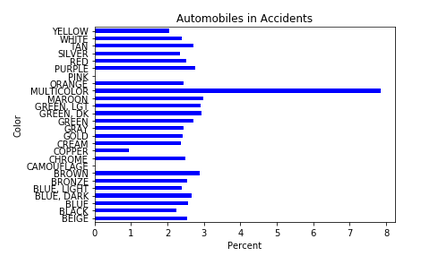 Automobiles in Accidents
YELLOW
WHITE
TAN
SILVER
RED
PURPLE
PINK
ORANGE
MULTICOLOR
MAROON
GREEN, LGT
GREEN, DK
GREEN
GRAY
GOLD
CREAM
COPPER
CHROME
CAMOUFLAGE
BROWN
BRONZE
BLUE, LIGHT
BLUE, DARK
BLUE
BLACK
BEIGE
Color
0 1 2 3 4 5 6 7 8
Percent